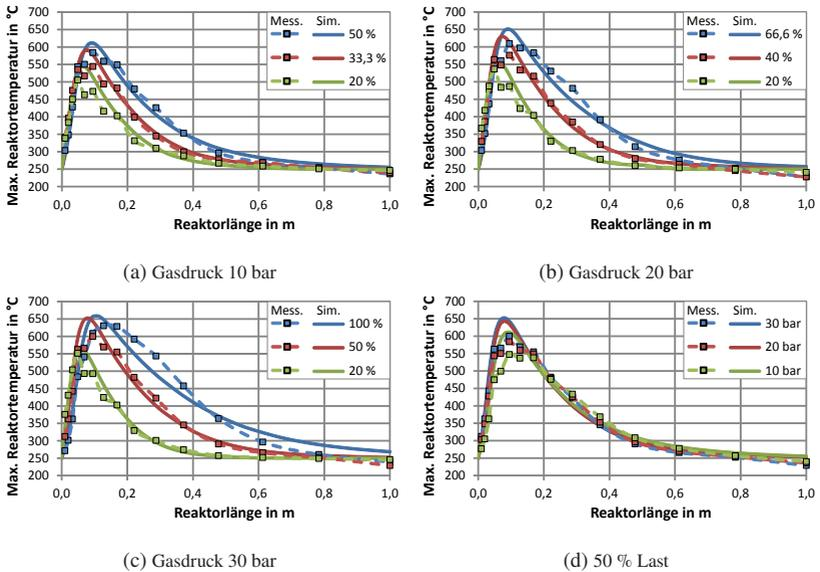 Max. Reaktortemperatur in °C
700
650
600
550
500
450
400
350
300
250
200
Mess. Sim.
50 %
33,3 %
20 %
0,0 0,2 0,4 0,6 0,8 1,0
Reaktorlänge in m
(a) Gasdruck 10 bar
Max. Reaktortemperatur in °C
700
650
600
550
500
450
400
350
300
250
200
Mess. Sim.
66,6 %
40 %
20 %
0,0 0,2 0,4 0,6 0,8 1,0
Reaktorlänge in m
(b) Gasdruck 20 bar
Max. Reaktortemperatur in °C
700
650
600
550
500
450
400
350
300
250
200
Mess. Sim.
100 %
50 %
20 %
0,0 0,2 0,4 0,6 0,8 1,0
Reaktorlänge in m
(c) Gasdruck 30 bar
Max. Reaktortemperatur in °C
700
650
600
550
500
450
400
350
300
250
200
Mess. Sim.
30 bar
20 bar
10 bar
0,0 0,2 0,4 0,6 0,8 1,0
Reaktorlänge in m
(d) 50 % Last